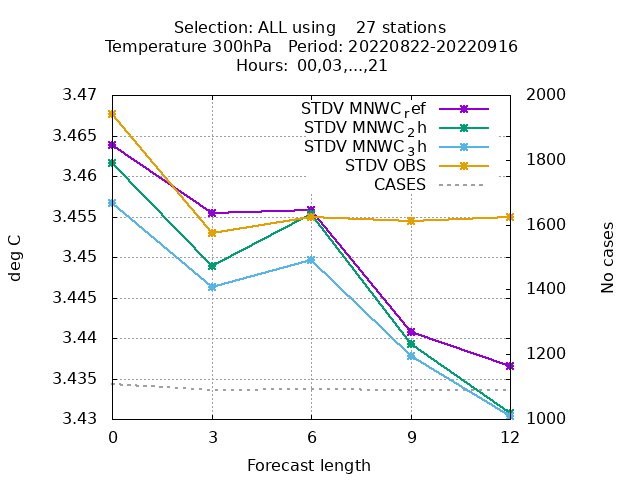 Selection: ALL using    27 stations
Temperature 300hPa   Period: 20220822-20220916
Hours:  00,03,...,21
STDV MNWC_ref
STDV MNWC_2h
STDV MNWC_3h
STDV OBS
CASES
3.47
3.465
3.46
3.455
3.45
3.445
3.44
3.435
3.43
2000
1800
1600
1400
1200
1000
deg C
No cases
0 3 6 9 12
Forecast length